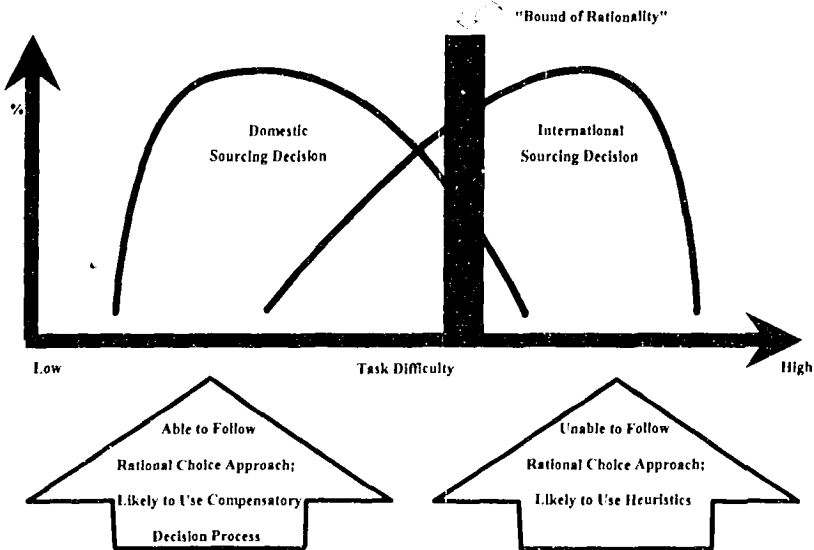 "Bound of Rationality"
%
Domestic
Sourcing Decision
International
Sourcing Decision
Low
Task Difficulty
High
Able to Follow
Rational Choice Approach;
Likely to Use Compensatory
Decision Process
Unable to Follow
Rational Choice Approach;
Likely to Use Heuristics